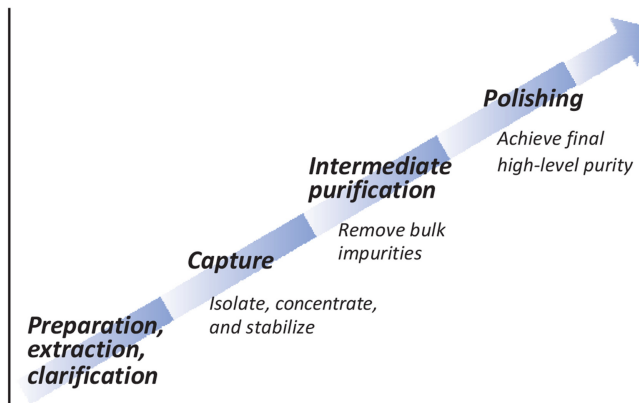 Polishing
Achieve final
high-level purity
Intermediate
purification
Remove bulk
impurities
Capture
Isolate, concentrate,
and stabilize
Preparation,
extraction,
clarification